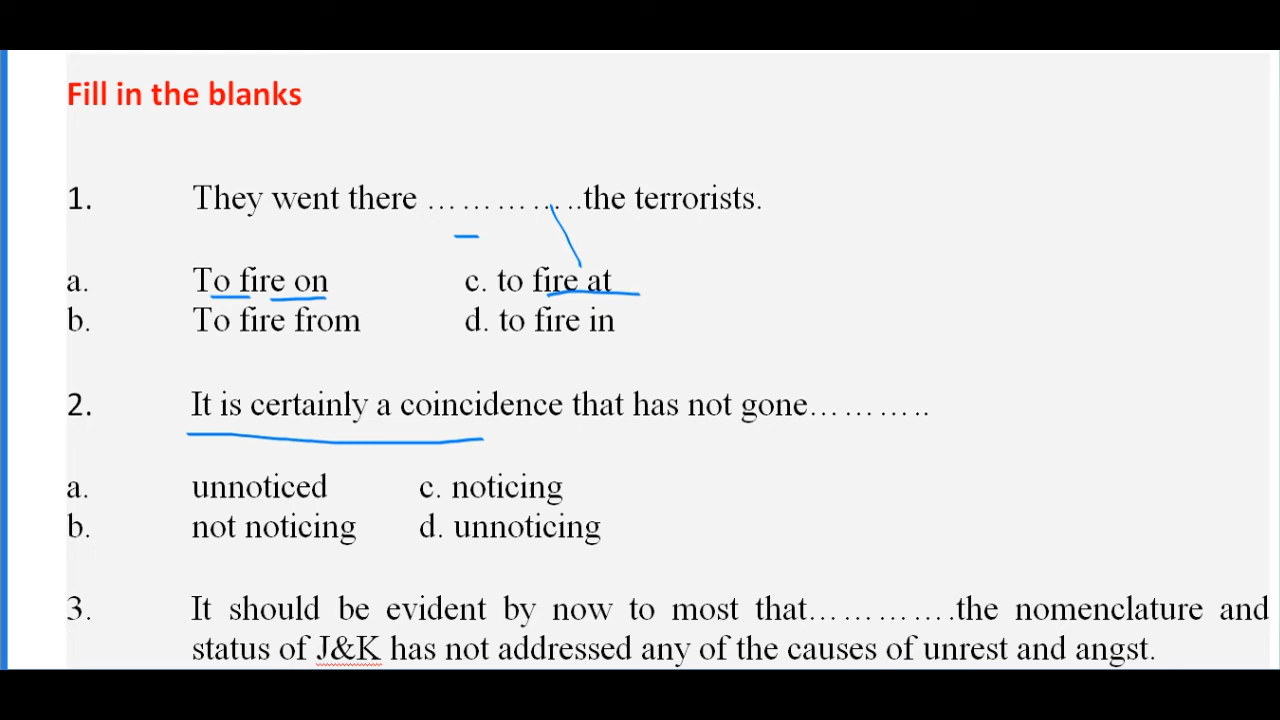 Fill in the blanks
1. They went there ……………..the terrorists.
a. To fire on c. to fire at
b. To fire from d. to fire in
2. It is certainly a coincidence that has not gone………..
a. unnoticed c. noticing
b. not noticing d. unnoticing
3. It should be evident by now to most that………….the nomenclature and
status of J&K has not addressed any of the causes of unrest and angst.